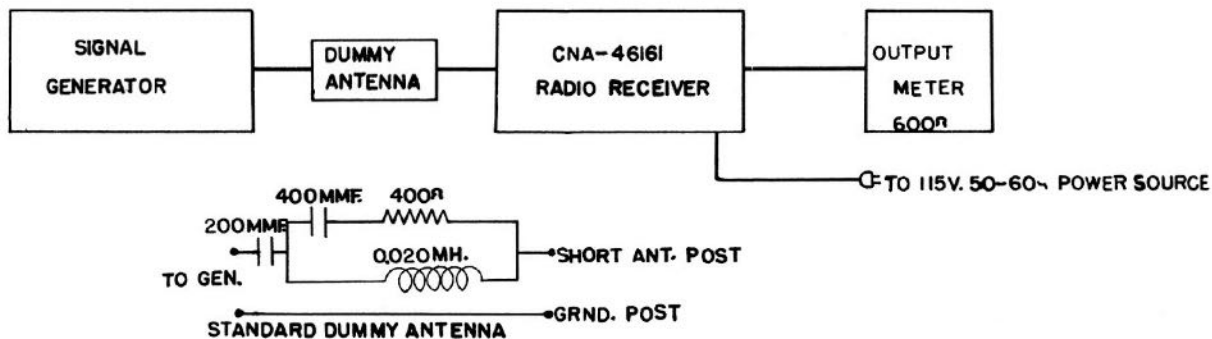 SIGNAL
GENERATOR
DUMMY
ANTENNA
CNA-46161
RADIO RECEIVER
OUTPUT
METER
600Ω
TO 115V. 50-60~ POWER SOURCE
400MMF.
400Ω
200MMF.
0.020MH.
TO GEN.
SHORT ANT. POST
GRND. POST
STANDARD DUMMY ANTENNA